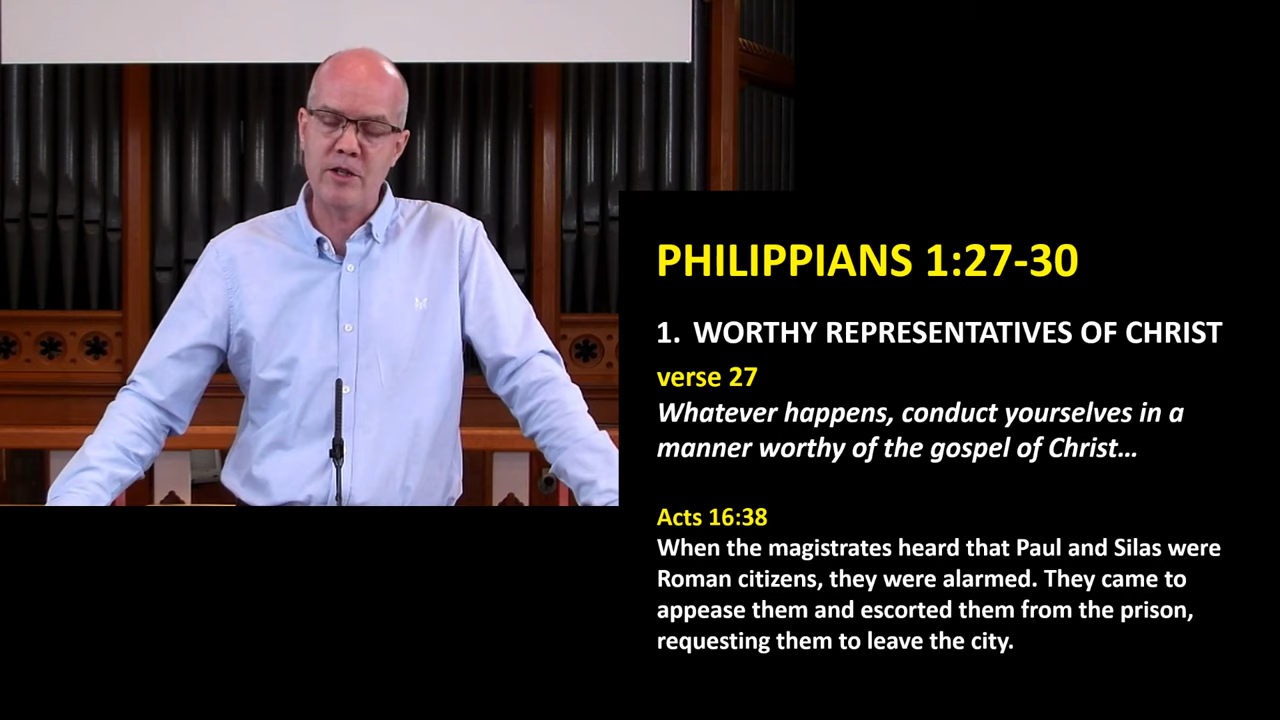 PHILIPPIANS 1:27-30
1. WORTHY REPRESENTATIVES OF CHRIST
verse 27
Whatever happens, conduct yourselves in a
manner worthy of the gospel of Christ…
Acts 16:38
When the magistrates heard that Paul and Silas were
Roman citizens, they were alarmed. They came to
appease them and escorted them from the prison,
requesting them to leave the city.